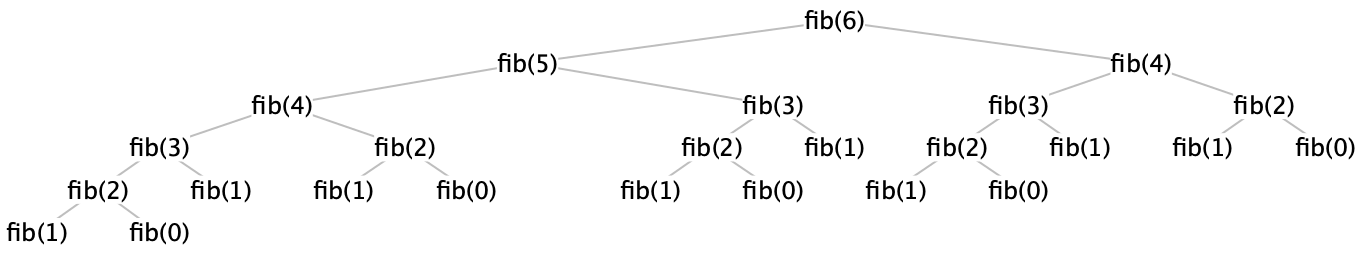 fib(6)
fib(5) fib(4)
fib(4) fib(3) fib(3) fib(2)
fib(3) fib(2) fib(2) fib(1) fib(2) fib(1) fib(1) fib(0)
fib(2) fib(1) fib(1) fib(0) fib(1) fib(0) fib(1) fib(0)
fib(1) fib(0)